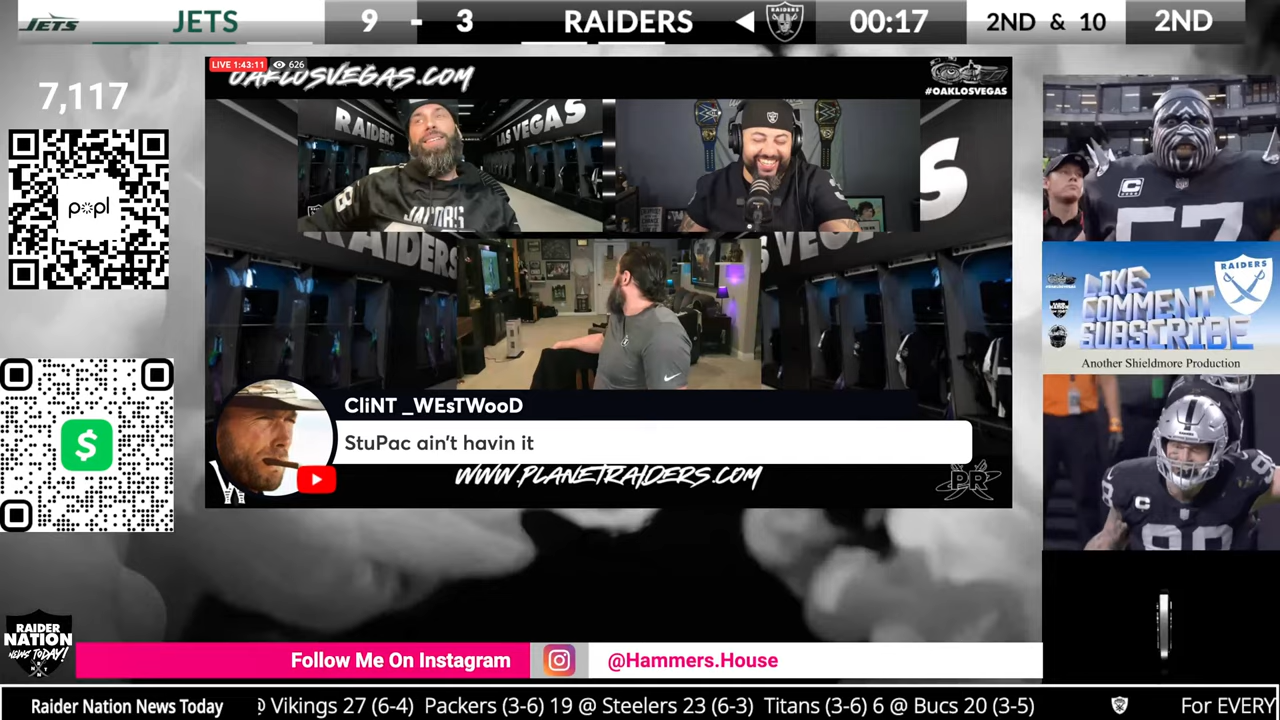 JETS JETS 9 - 3 RAIDERS 00:17 2ND & 10 2ND
LIVE 1:43:11 626
OAKLOSVEGAS.COM
#OAKLOSVEGAS
7,117
popl
RAIDERS
LAS VEGAS
S
RAIDERS
VEGA
C
57
LIKE
COMMENT
SUBSCRIBE
RAIDERS
Another Shieldmore Production
CliNT _WEsTWooD
StuPac ain't havin it
WWW.PLANETRAIDERS.COM
PR
$
C
98
RAIDER
NATION
NEWS TODAY!
Follow Me On Instagram
@Hammers.House
Raider Nation News Today
@ Vikings 27 (6-4) Packers (3-6) 19 @ Steelers 23 (6-3) Titans (3-6) 6 @ Bucs 20 (3-5) For EVERY